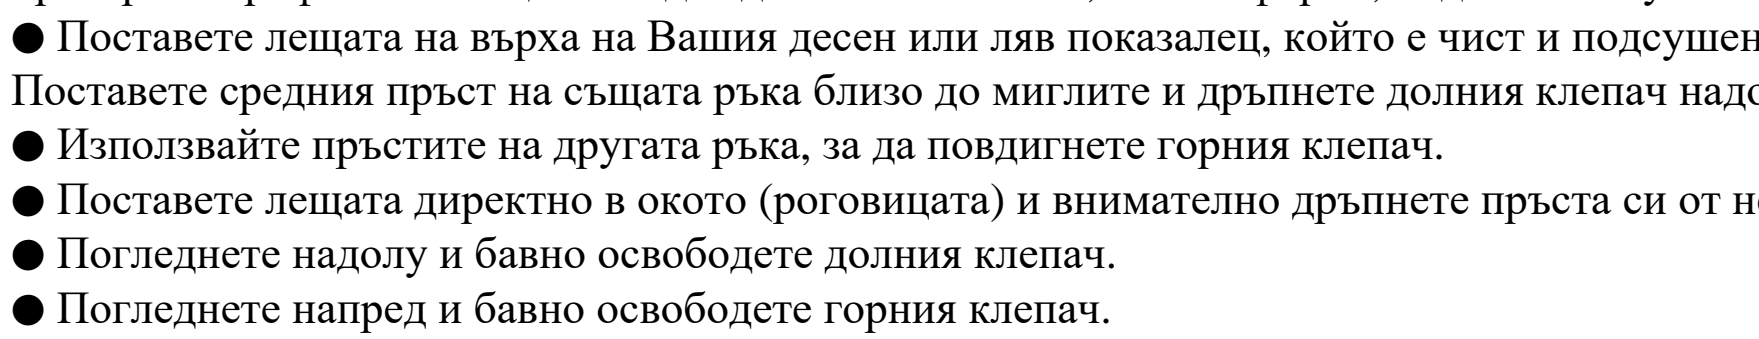 ● Поставете лещата на върха на Вашия десен или ляв показалец, който е чист и подсушен
Поставете средния пръст на същата ръка близо до миглите и дръпнете долния клепач
● Използвайте пръстите на другата ръка, за да повдигнете горния клепач.
● Поставете лещата директно в окото (роговицата) и внимателно дръпнете пръста си от
● Погледнете надолу и бавно освободете долния клепач.
● Погледнете напред и бавно освободете горния клепач.